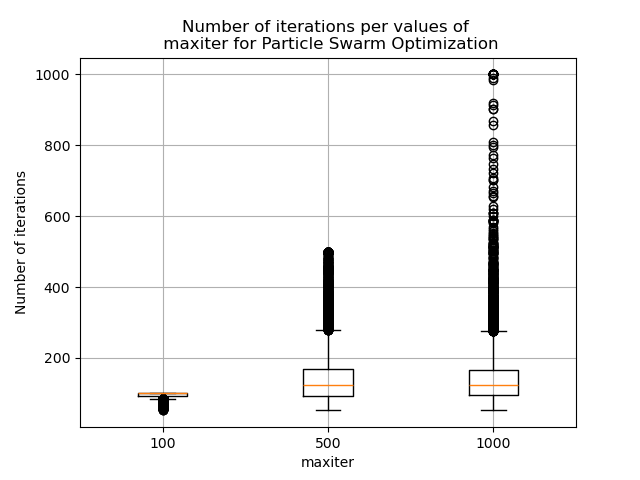 Number of iterations per values of
maxiter for Particle Swarm Optimization
1000
800
600
400
200
Number of iterations
100 500 1000
maxiter